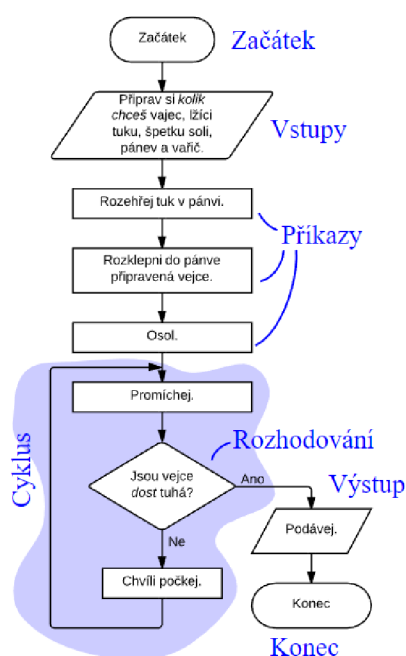 Začátek
Začátek
Připrav si kolik
chceš vajec, lžíci
tuku, špetku soli,
pánev a vařič.
Vstupy
Rozehřej tuk v pánvi.
Příkazy
Rozklepni do pánve
připravená vejce.
Osol.
Cyklus
Promíchej.
Rozhodování
Jsou vejce
dost tuhá?
Ano
Výstup
Ne
Podávej.
Chvíli počkej.
Konec
Konec